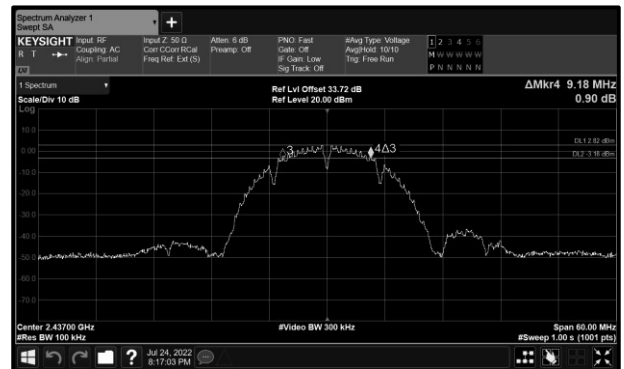 Spectrum Analyzer 1
Swept SA
+
KEYSIGHT
R T
Input: RF
Coupling: AC
Align: Partial
Input Z: 50 Ω
Corr CCorr RCal
Freq Ref: Ext (S)
Atten: 6 dB
Preamp: Off
PNO: Fast
Gate: Off
IF Gain: Low
Sig Track: Off
#Avg Type: Voltage
Avg|Hold: 10/10
Trig: Free Run
1 2 3 4 5 6
M W W W W W
P N N N N N
1 Spectrum
Scale/Div 10 dB
Log
Ref Lvl Offset 33.72 dB
Ref Level 20.00 dBm
ΔMkr4 9.18 MHz
0.90 dB
DL1 2.82 dBm
DL2 -3.18 dBm
3
4Δ3
10.0
0.00
-10.0
-20.0
-30.0
-40.0
-50.0
-60.0
-70.0
Center 2.43700 GHz
#Res BW 100 kHz
#Video BW 300 kHz
Span 60.00 MHz
#Sweep 1.00 s (1001 pts)
?
Jul 24, 2022
8:17:03 PM